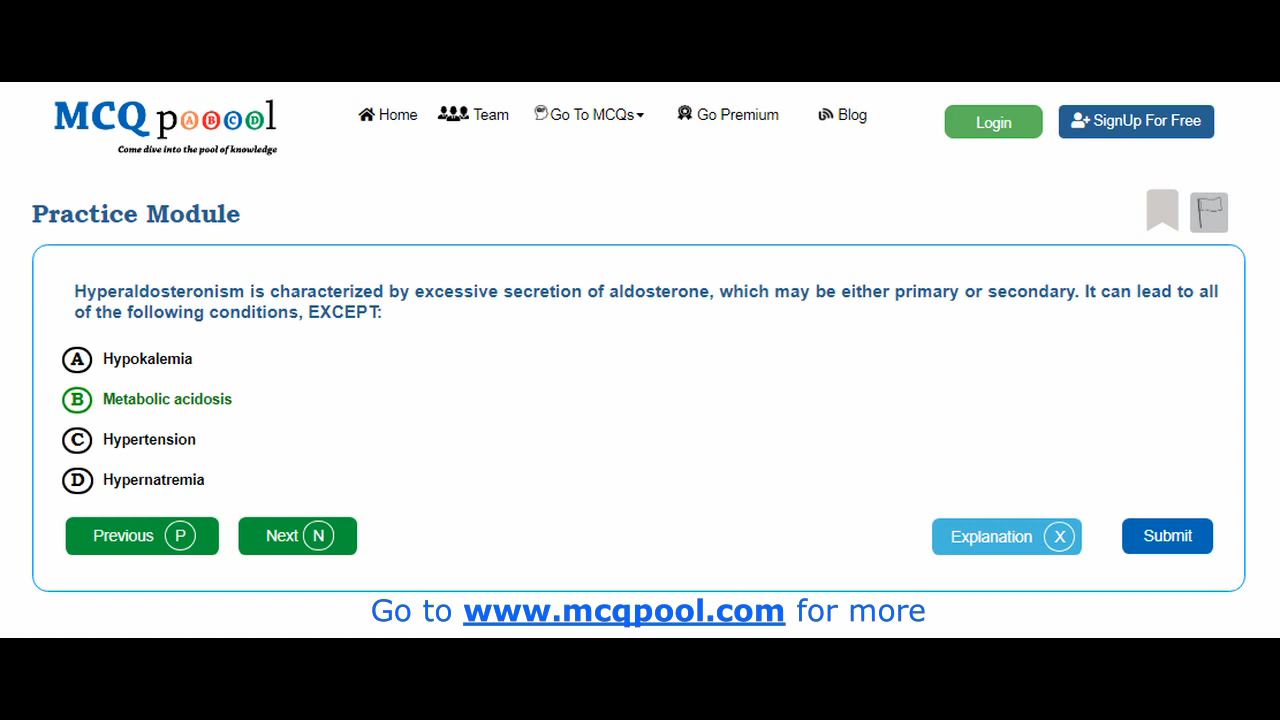 MCQ pABCDl
Come dive into the pool of knowledge
Home Team Go To MCQs Go Premium Blog Login SignUp For Free
Practice Module
Hyperaldosteronism is characterized by excessive secretion of aldosterone, which may be either primary or secondary. It can lead to all
of the following conditions, EXCEPT:
A Hypokalemia
B Metabolic acidosis
C Hypertension
D Hypernatremia
Previous P Next N Explanation X Submit
Go to www.mcqpool.com for more